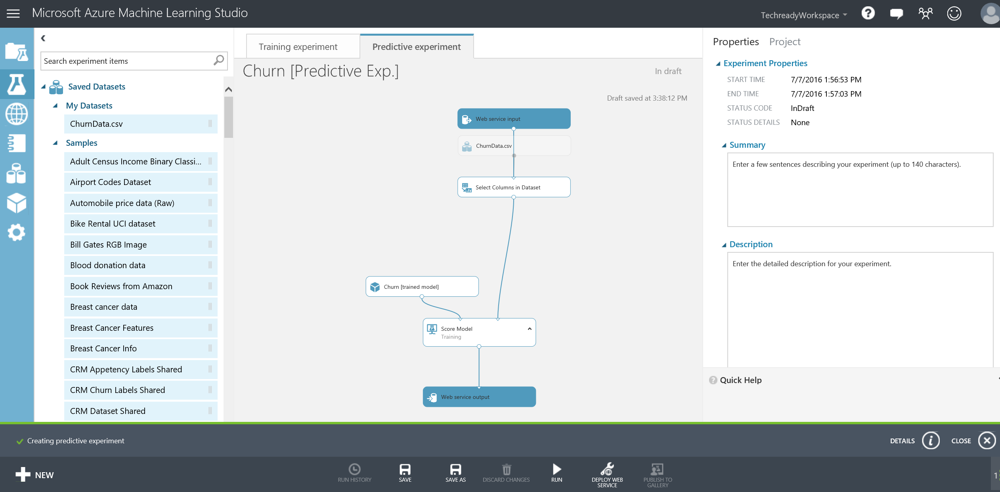 Microsoft Azure Machine Learning Studio
TechreadyWorkspace
Search experiment items
Saved Datasets
My Datasets
ChurnData.csv
Samples
Adult Census Income Binary Classi...
Airport Codes Dataset
Automobile price data (Raw)
Bike Rental UCI dataset
Bill Gates RGB Image
Blood donation data
Book Reviews from Amazon
Breast cancer data
Breast Cancer Features
Breast Cancer Info
CRM Appetency Labels Shared
CRM Churn Labels Shared
CRM Dataset Shared
Training experiment
Predictive experiment
Churn [Predictive Exp.]
In draft
Draft saved at 3:38:12 PM
Web service input
ChurnData.csv
Select Columns in Dataset
Churn [trained model]
Score Model
Training
Web service output
Properties
Project
Experiment Properties
START TIME 7/7/2016 1:56:53 PM
END TIME 7/7/2016 1:57:03 PM
STATUS CODE InDraft
STATUS DETAILS None
Summary
Enter a few sentences describing your experiment (up to 140 characters).
Description
Enter the detailed description for your experiment.
Quick Help
Creating predictive experiment
DETAILS
CLOSE
NEW
RUN HISTORY
SAVE
SAVE AS
DISCARD CHANGES
RUN
DEPLOY WEB
SERVICE
PUBLISH TO
GALLERY
1